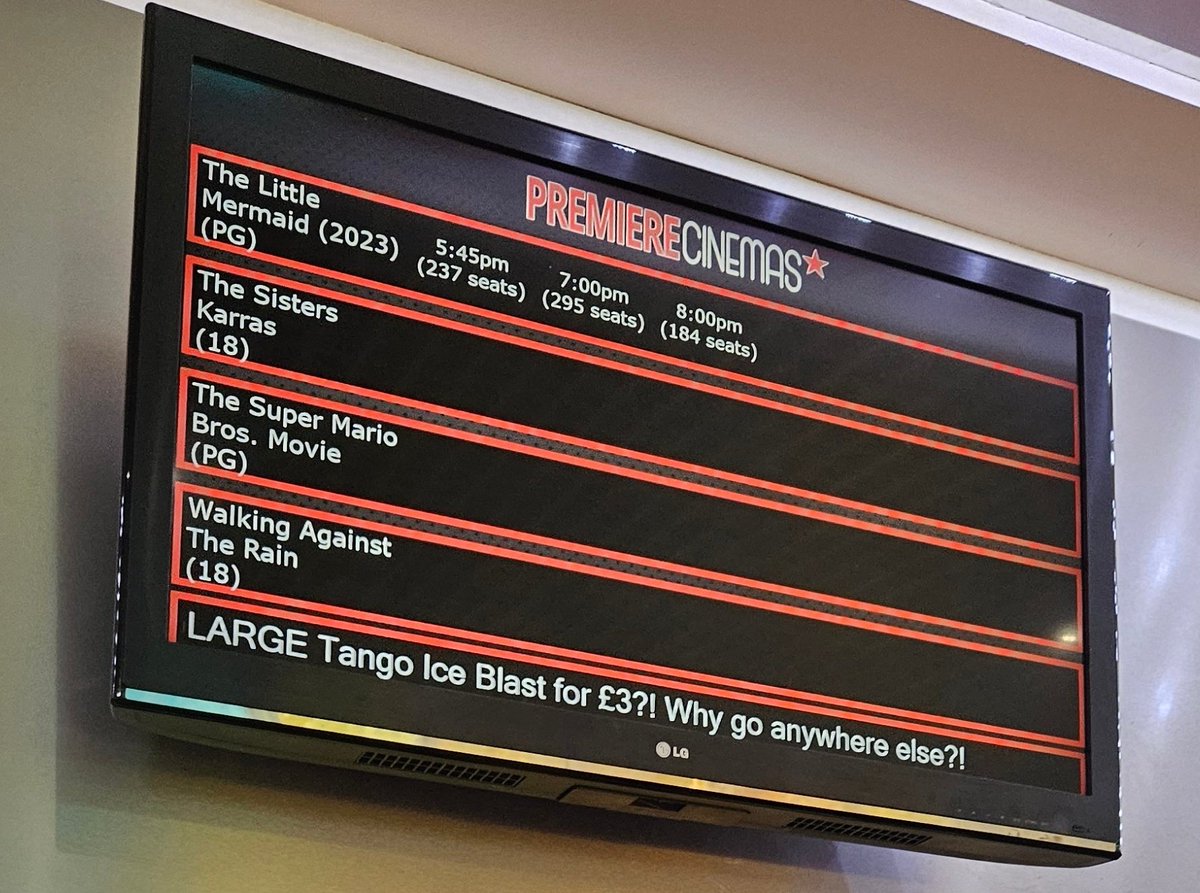 PREMIERECINEMAS
The Little
Mermaid (2023)
(PG)
5:45pm
(237 seats)
7:00pm
(295 seats)
8:00pm
(184 seats)
The Sisters
Karras
(18)
The Super Mario
Bros. Movie
(PG)
Walking Against
The Rain
(18)
LARGE Tango Ice Blast for £3?! Why go anywhere else?!
LG